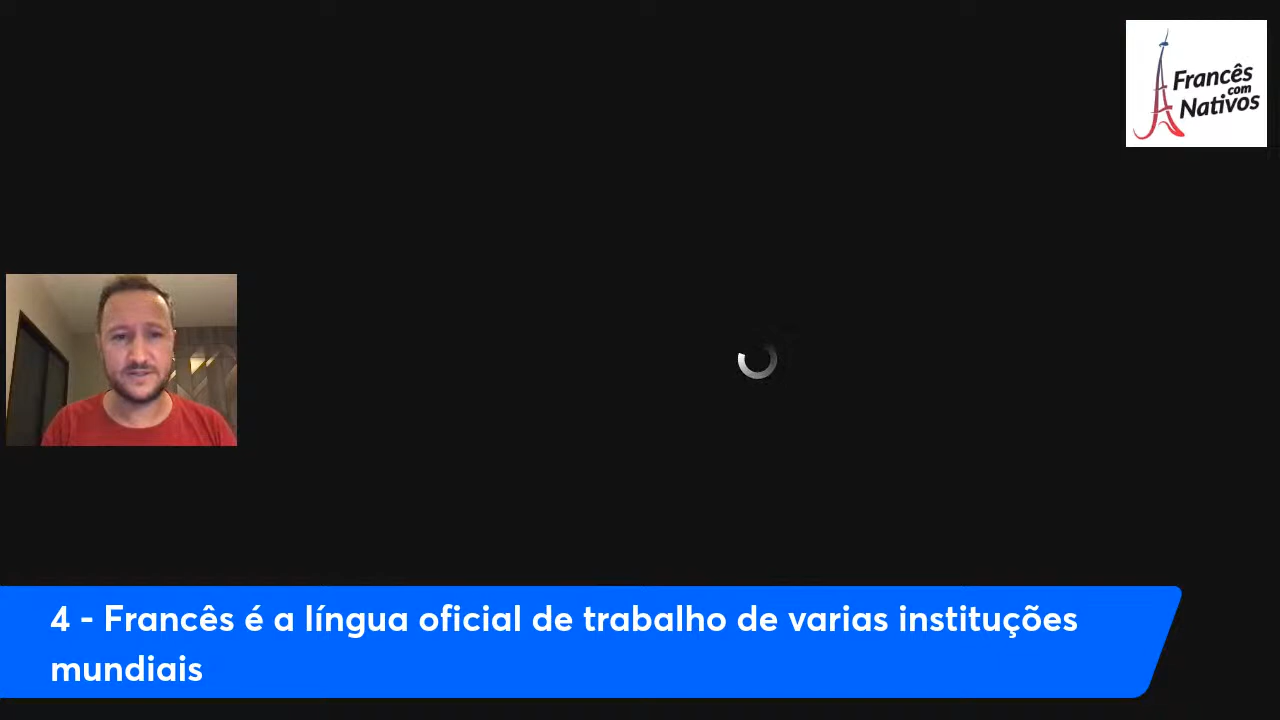 Francês
com
Nativos
4 - Francês é a língua oficial de trabalho de varias instituções
mundiais